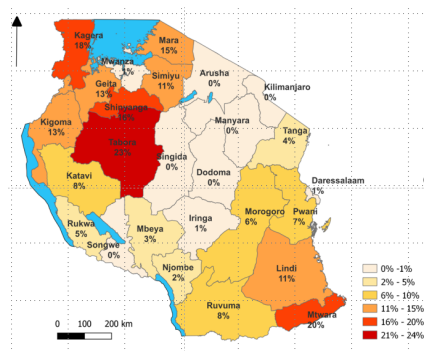 Kagera
18%
Mara
15%
Mwanza
Simiyu
11%
Geita
13%
Arusha
0%
Kilimanjaro
0%
Shinyanga
Kigoma
13%
Manyara
0%
Tanga
4%
Tabora
Singida
0%
Katavi
8%
Dodoma
0%
Daressalaam
1%
Rukwa
5%
Songwe
0%
Mbeya
3%
Iringa
1%
Morogoro
6%
Pwani
7%
Njombe
2%
Lindi
11%
Ruvuma
8%
Mtwara
20%
0% -1%
2% - 5%
6% - 10%
11% - 15%
16% - 20%
21% - 24%
0 100 200 km